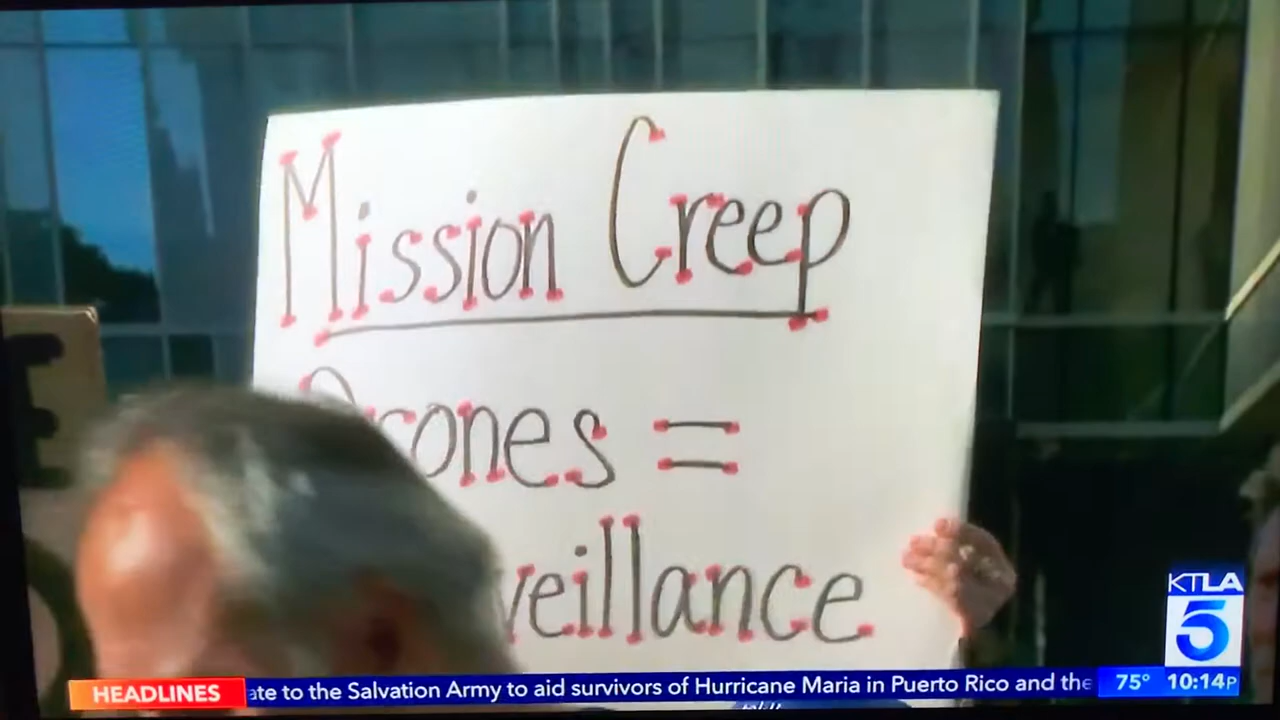 Mission Creep
Drones =
veillance
KTLA
5
HEADLINES
ate to the Salvation Army to aid survivors of Hurricane Maria in Puerto Rico and the
75° 10:14P